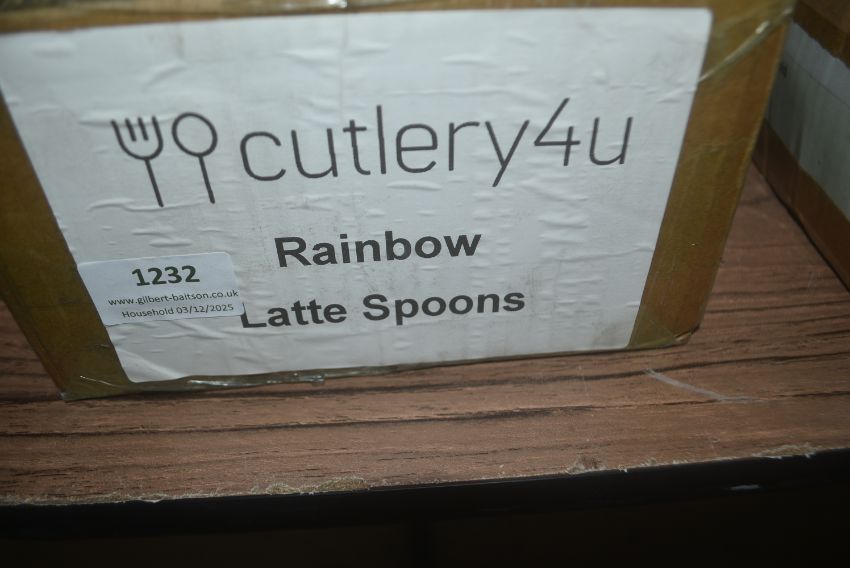 cutlery4u
Rainbow
Latte Spoons
1232
www.gilbert-baitson.co.uk
Household 03/12/2025